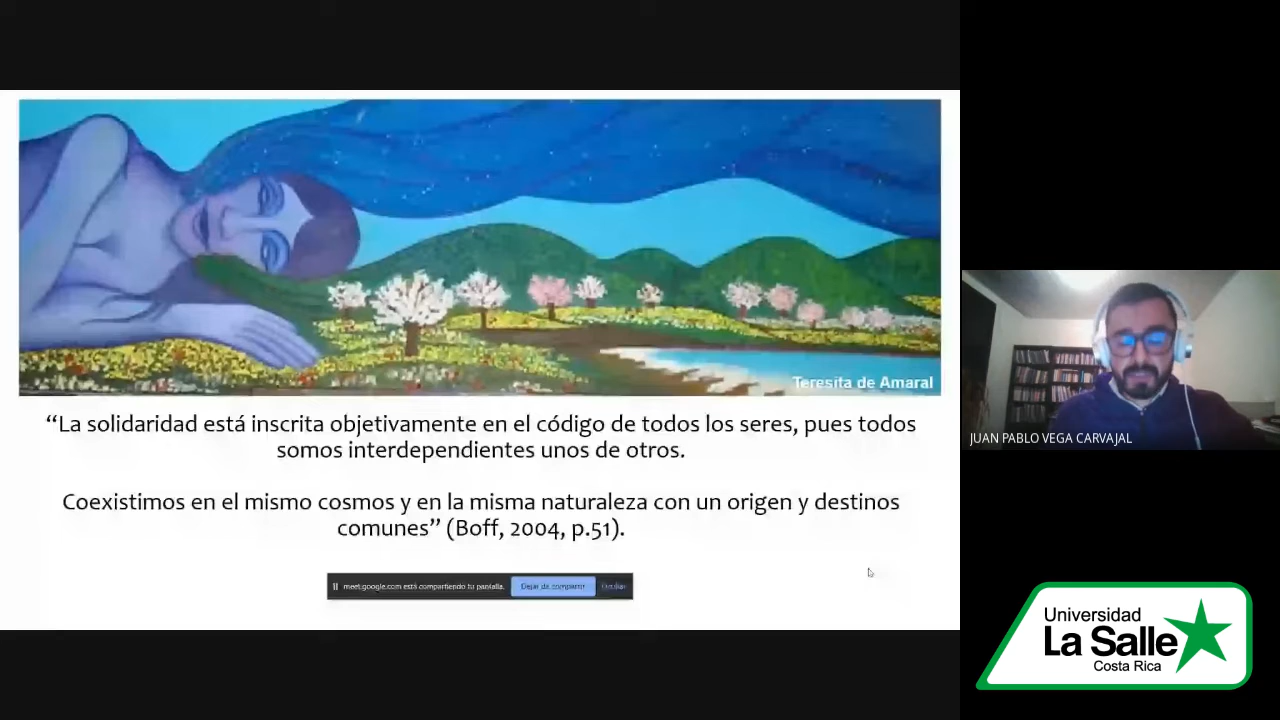 Teresita de Amaral
“La solidaridad está inscrita objetivamente en el código de todos los seres, pues todos
somos interdependientes unos de otros.
Coexistimos en el mismo cosmos y en la misma naturaleza con un origen y destinos
comunes” (Boff, 2004, p.51).
meet.google.com está compartiendo tu pantalla.
Dejar de compartir
Ocultar
JUAN PABLO VEGA CARVAJAL
Universidad
La Salle
Costa Rica